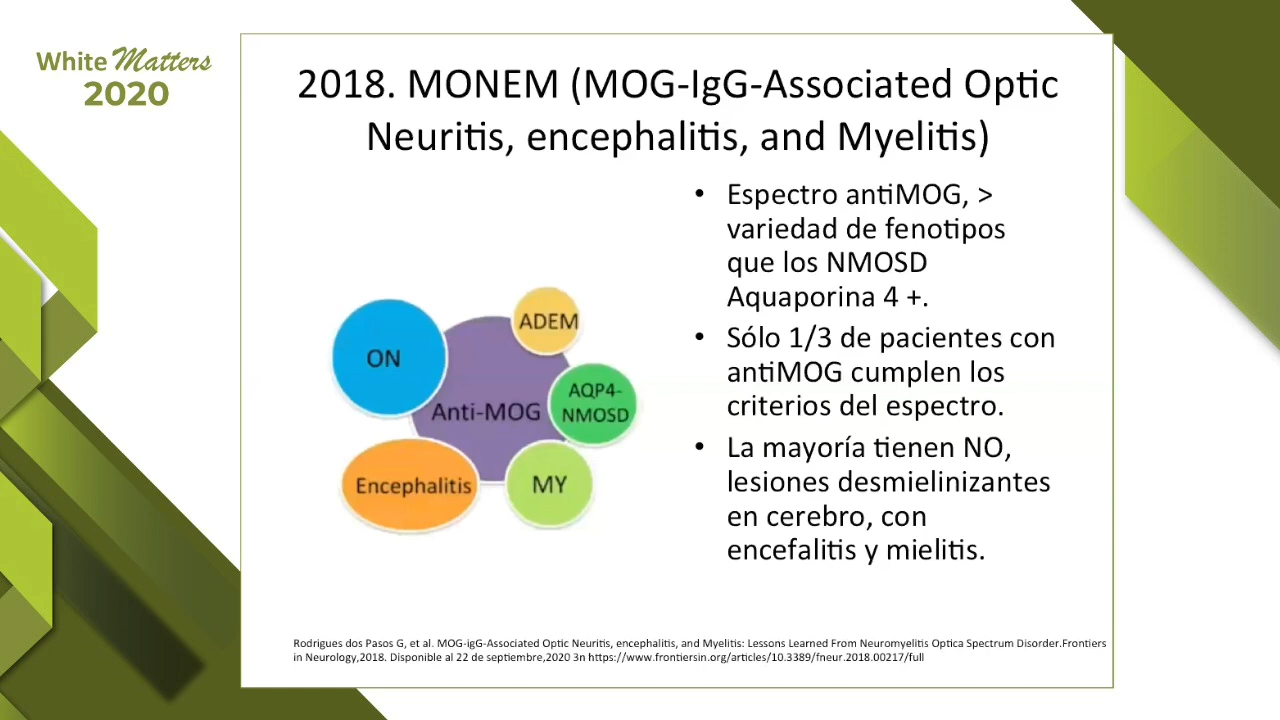 White Matters
2020
2018. MONEM (MOG-IgG-Associated Optic
Neuritis, encephalitis, and Myelitis)
• Espectro antiMOG, >
variedad de fenotipos
que los NMOSD
Aquaporina 4 +.
• Sólo 1/3 de pacientes con
antiMOG cumplen los
criterios del espectro.
• La mayoría tienen NO,
lesiones desmielinizantes
en cerebro, con
encefalitis y mielitis.
ADEM
ON
AQP4-
NMOSD
Anti-MOG
Encephalitis
MY
Rodrigues dos Pasos G, et al. MOG-igG-Associated Optic Neuritis, encephalitis, and Myelitis: Lessons Learned From Neuromyelitis Optica Spectrum Disorder.Frontiers
in Neurology,2018. Disponible al 22 de septiembre,2020 3n https://www.frontiersin.org/articles/10.3389/fneur.2018.00217/full